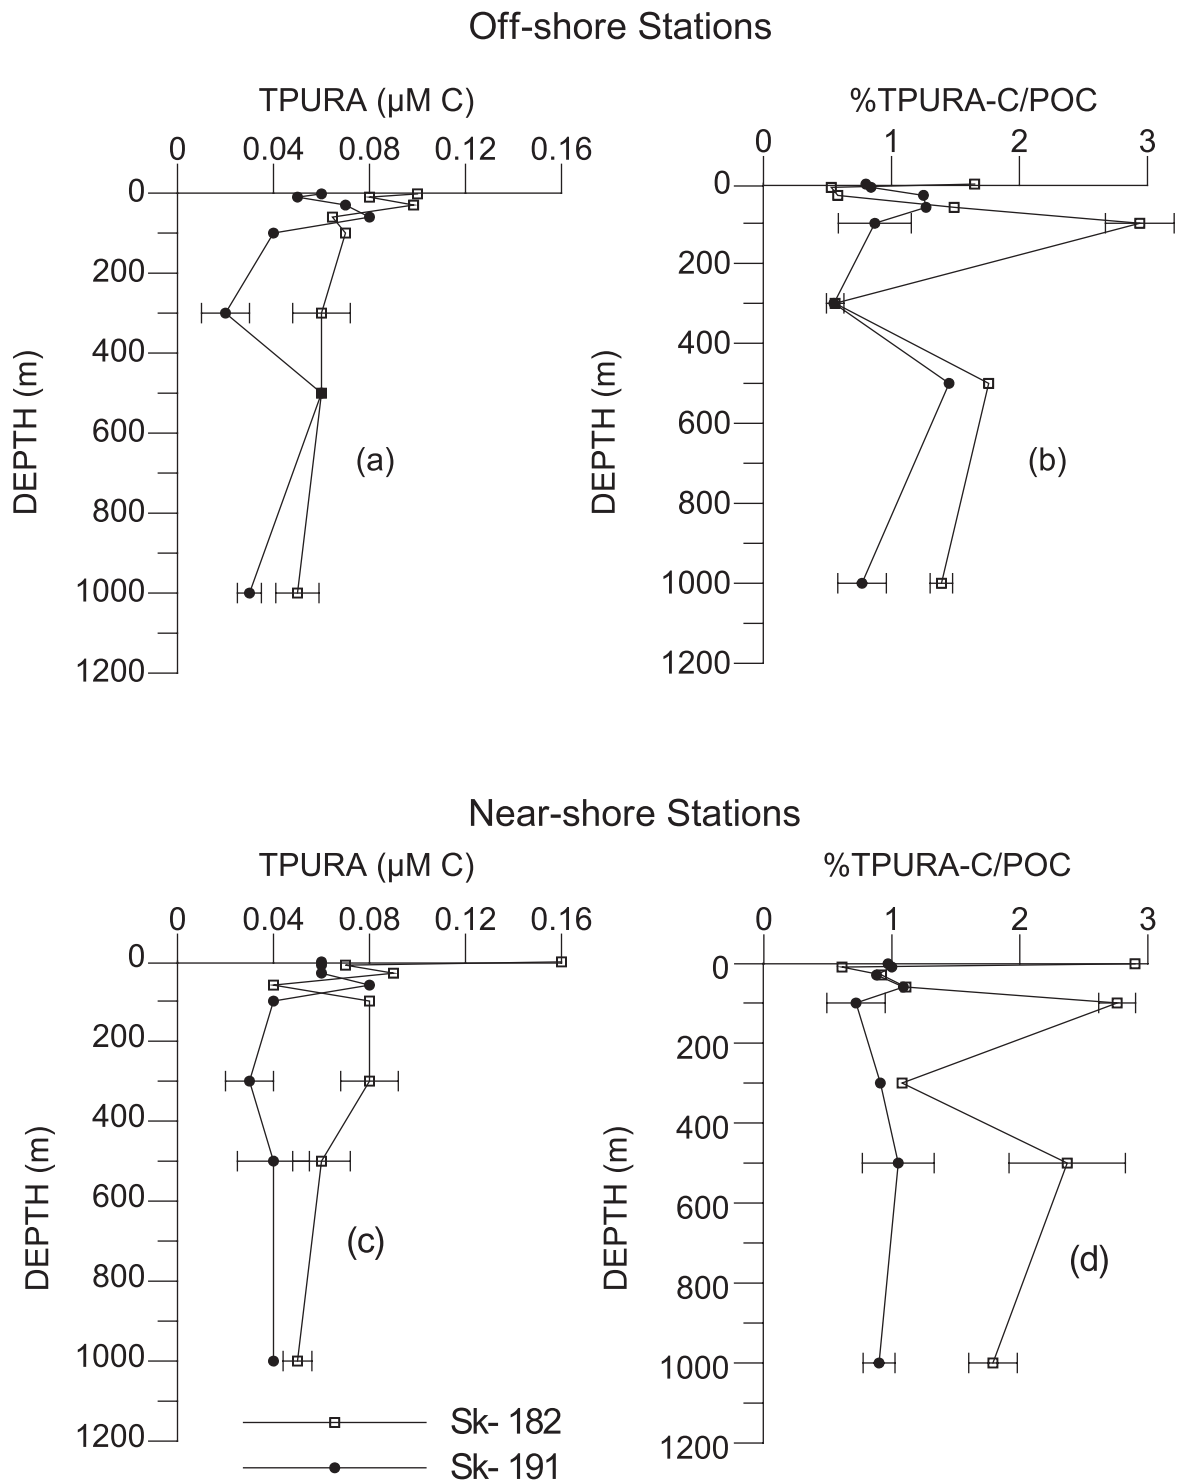 Off-shore Stations
TPURA (µM C)
0 0.04 0.08 0.12 0.16
0
200
400
600
800
1000
1200
DEPTH (m)
(a)
%TPURA-C/POC
0 1 2 3
0
200
400
600
800
1000
1200
DEPTH (m)
(b)
Near-shore Stations
TPURA (µM C)
0 0.04 0.08 0.12 0.16
0
200
400
600
800
1000
1200
DEPTH (m)
(c)
%TPURA-C/POC
0 1 2 3
0
200
400
600
800
1000
1200
DEPTH (m)
(d)
Sk- 182
Sk- 191